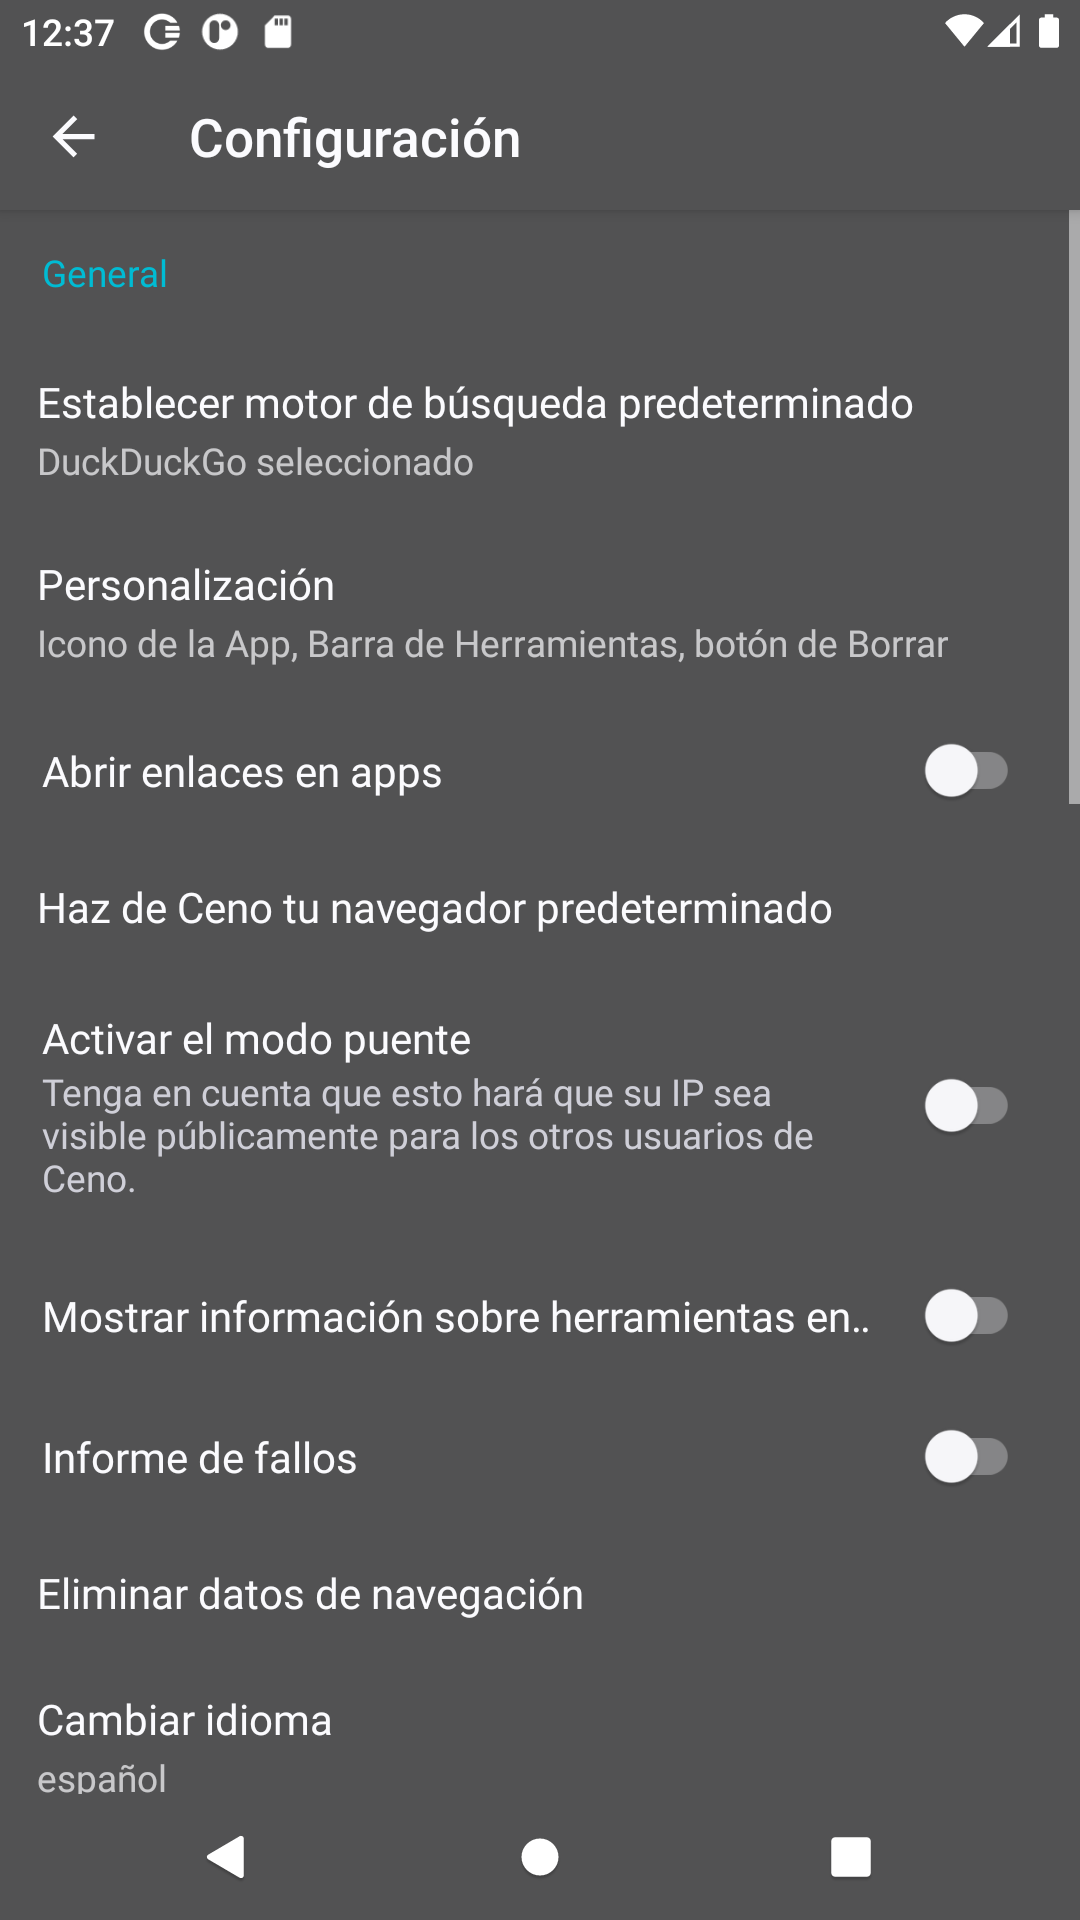 12:37
Configuración
General
Establecer motor de búsqueda predeterminado
DuckDuckGo seleccionado
Personalización
Icono de la App, Barra de Herramientas, botón de Borrar
Abrir enlaces en apps
Haz de Ceno tu navegador predeterminado
Activar el modo puente
Tenga en cuenta que esto hará que su IP sea
visible públicamente para los otros usuarios de
Ceno.
Mostrar información sobre herramientas en..
Informe de fallos
Eliminar datos de navegación
Cambiar idioma
español